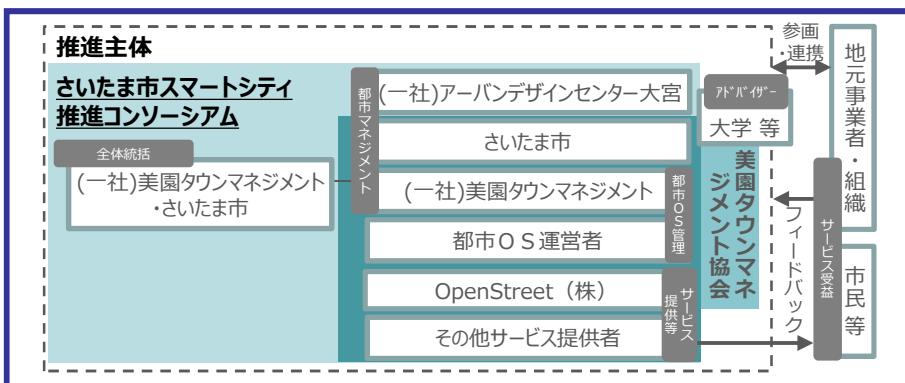 推進主体
さいたま市スマートシティ
推進コンソーシアム
全体統括
(一社)美園タウンマネジメント
・さいたま市
都市マネジメント
(一社)アーバンデザインセンター大宮
さいたま市
(一社)美園タウンマネジメント
都市OS運営者
OpenStreet(株)
その他サービス提供者
都市OS管理
サービス
提供等
アドバイザー
大学 等
美園タウンマネ
ジメント協会
参画
・連携
フィードバック
地元事業者・組織
サービス受益
市民 等